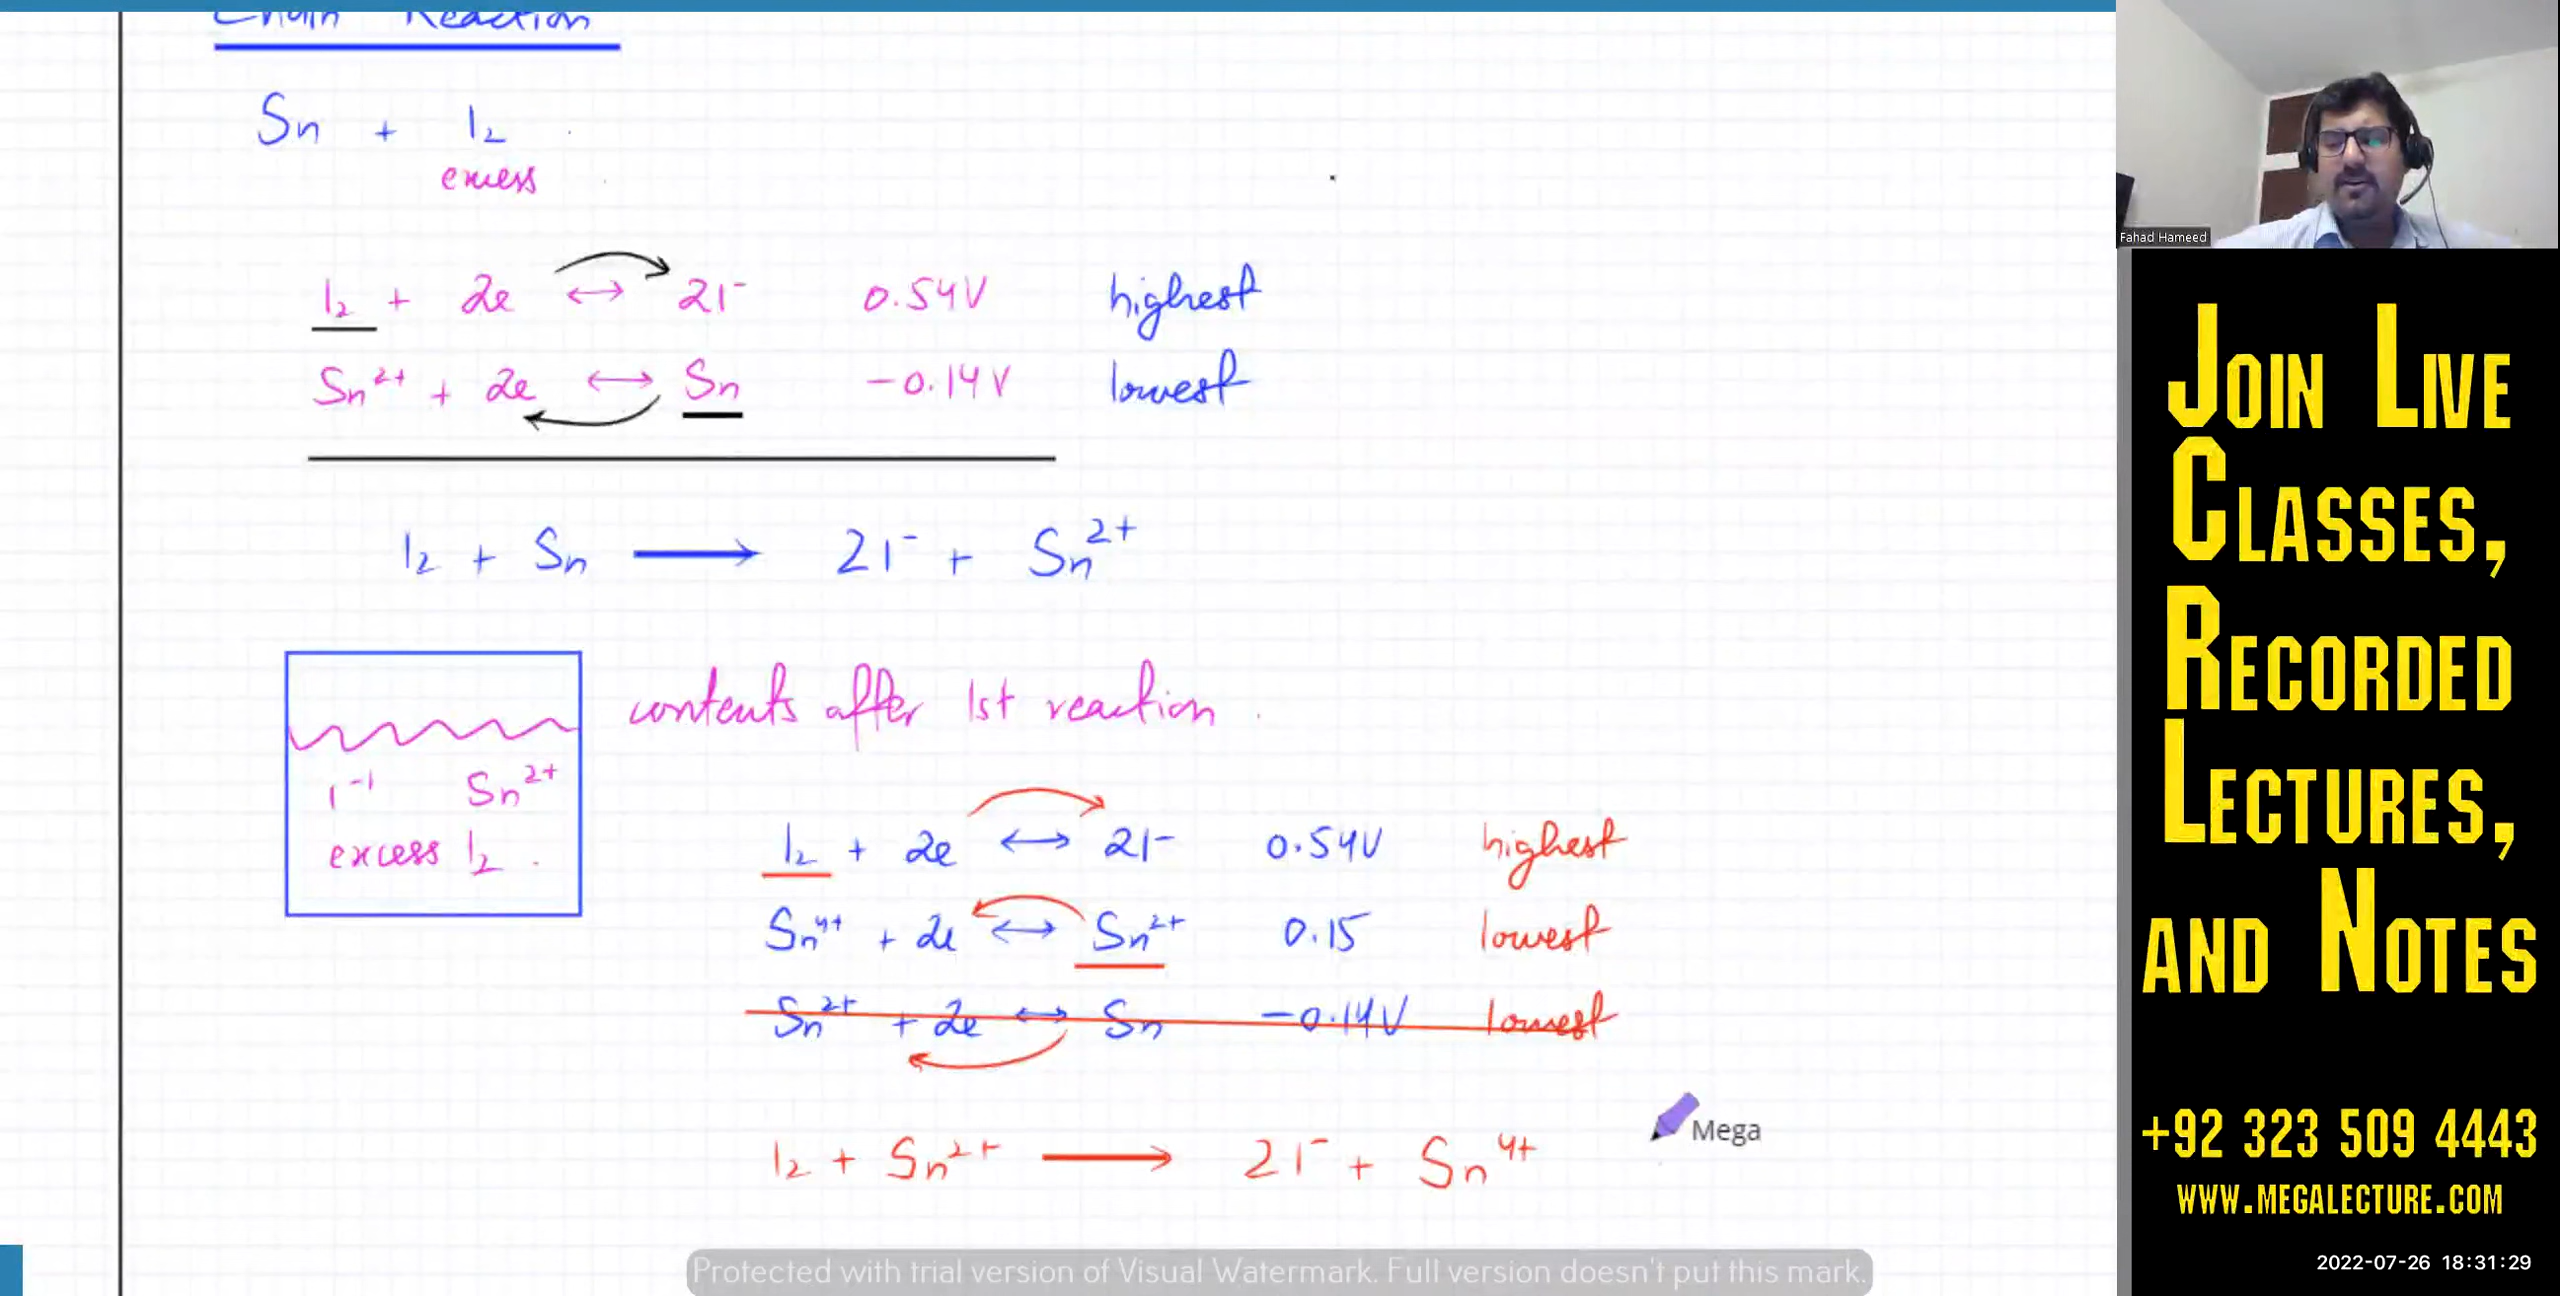 Chain Reaction
Sn + I2
excess
I2 + 2e ↔ 2I⁻ 0.54V highest
Sn²⁺ + 2e ↔ Sn −0.14V lowest
I2 + Sn ⟶ 2I⁻ + Sn²⁺
contents after 1st reaction.
I⁻¹ Sn²⁺
excess I2.
I2 + 2e ↔ 2I⁻ 0.54V highest
Sn⁴⁺ + 2e ↔ Sn²⁺ 0.15 lowest
Sn²⁺ + 2e ↔ Sn −0.14V lowest
I2 + Sn²⁺ ⟶ 2I⁻ + Sn⁴⁺
Mega
Protected with trial version of Visual Watermark. Full version doesn't put this mark.
Fahad Hameed
JOIN LIVE
CLASSES,
RECORDED
LECTURES,
AND NOTES
+92 323 509 4443
WWW.MEGALECTURE.COM
2022-07-26 18:31:29